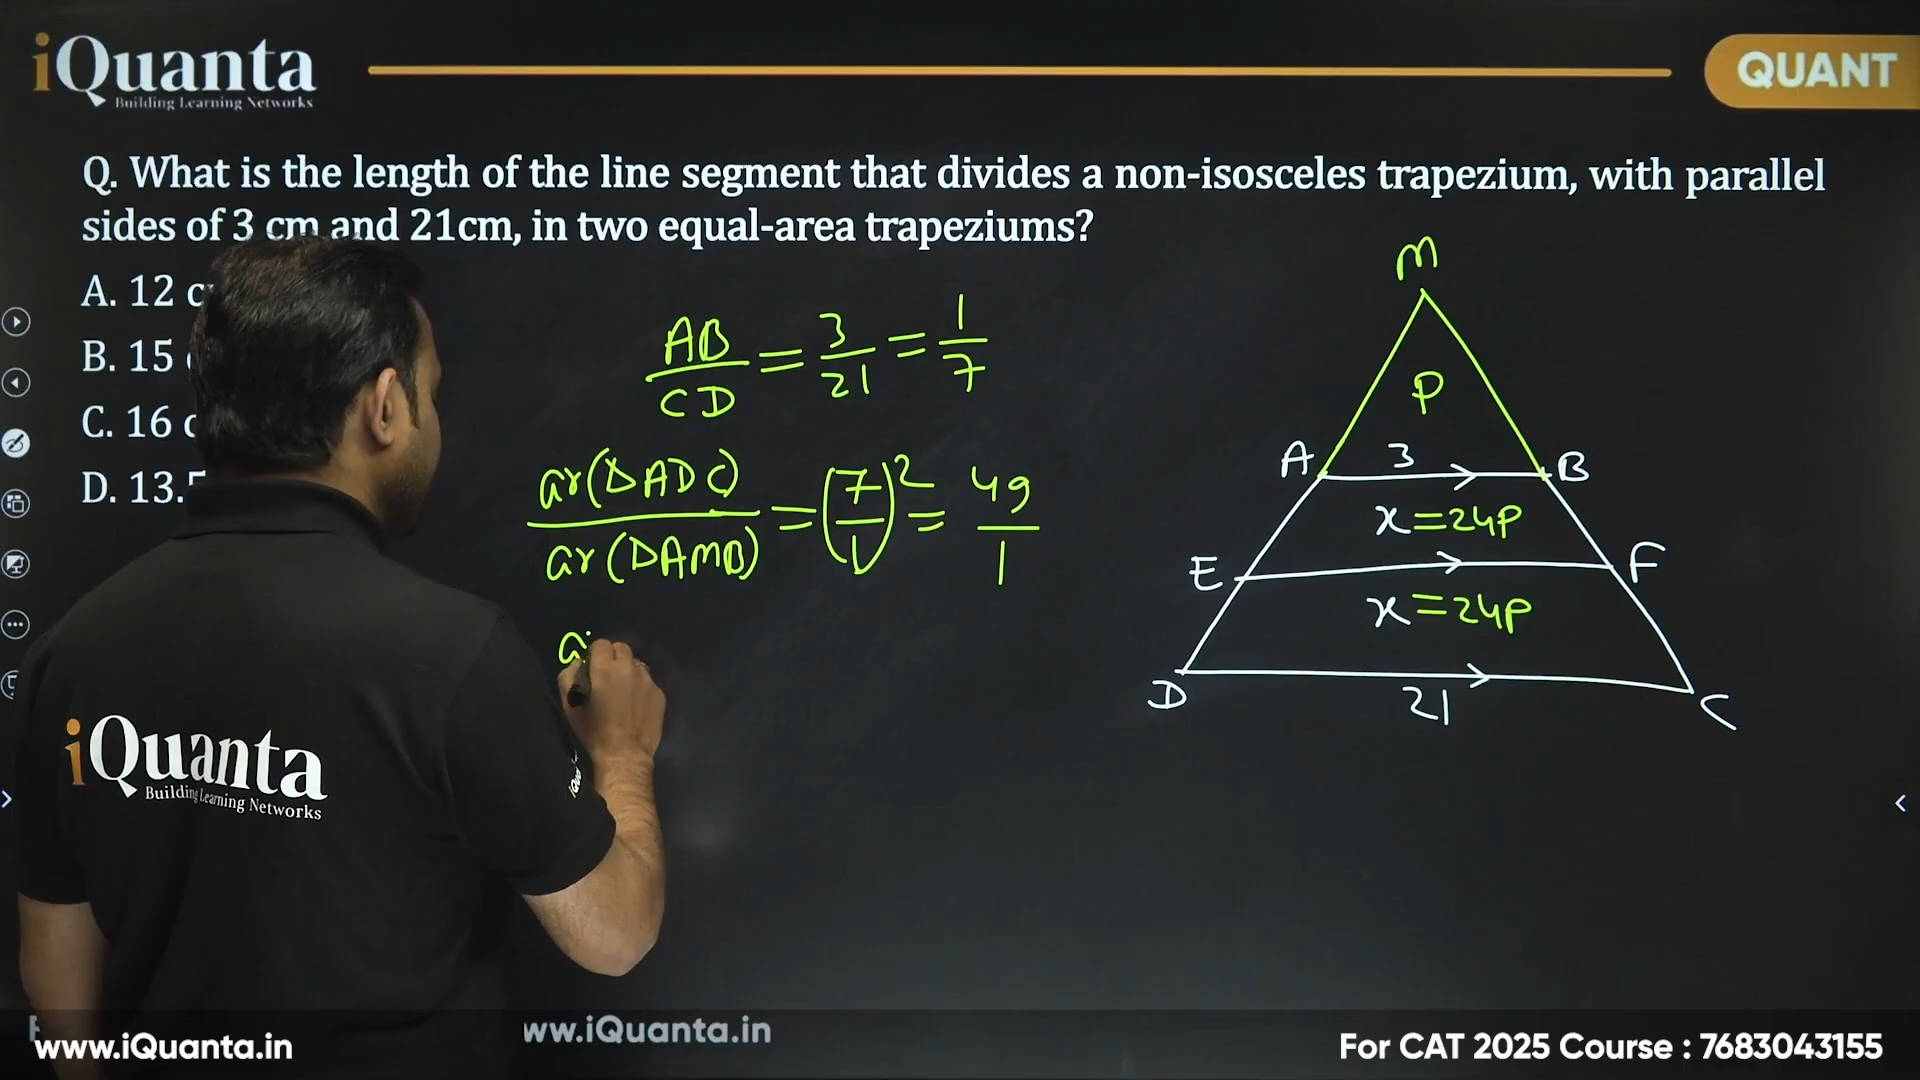 iQuanta
Building Learning Networks
QUANT
Q. What is the length of the line segment that divides a non-isosceles trapezium, with parallel
sides of 3 cm and 21cm, in two equal-area trapeziums?
A. 12
B. 15
C. 16
D. 13.
AB/CD = 3/21 = 1/7
ar(ΔADC)/ar(DAMB) = (7/1)² = 49/1
a
M
P
A 3 B
x = 24P
E F
x = 24P
D 21 C
iQuanta
Building Learning Networks
ww.iQuanta.in
www.iQuanta.in
For CAT 2025 Course : 7683043155